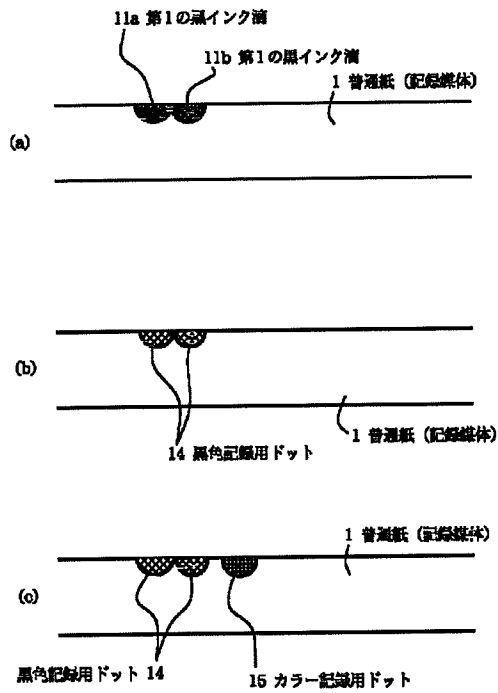 11a 第1の黒インク滴
11b 第1の黒インク滴
1 普通紙 (記録媒体)
(a)
(b)
1 普通紙 (記録媒体)
14 黒色記録用ドット
1 普通紙 (記録媒体)
(c)
黒色記録用ドット 14
15 カラー記録用ドット